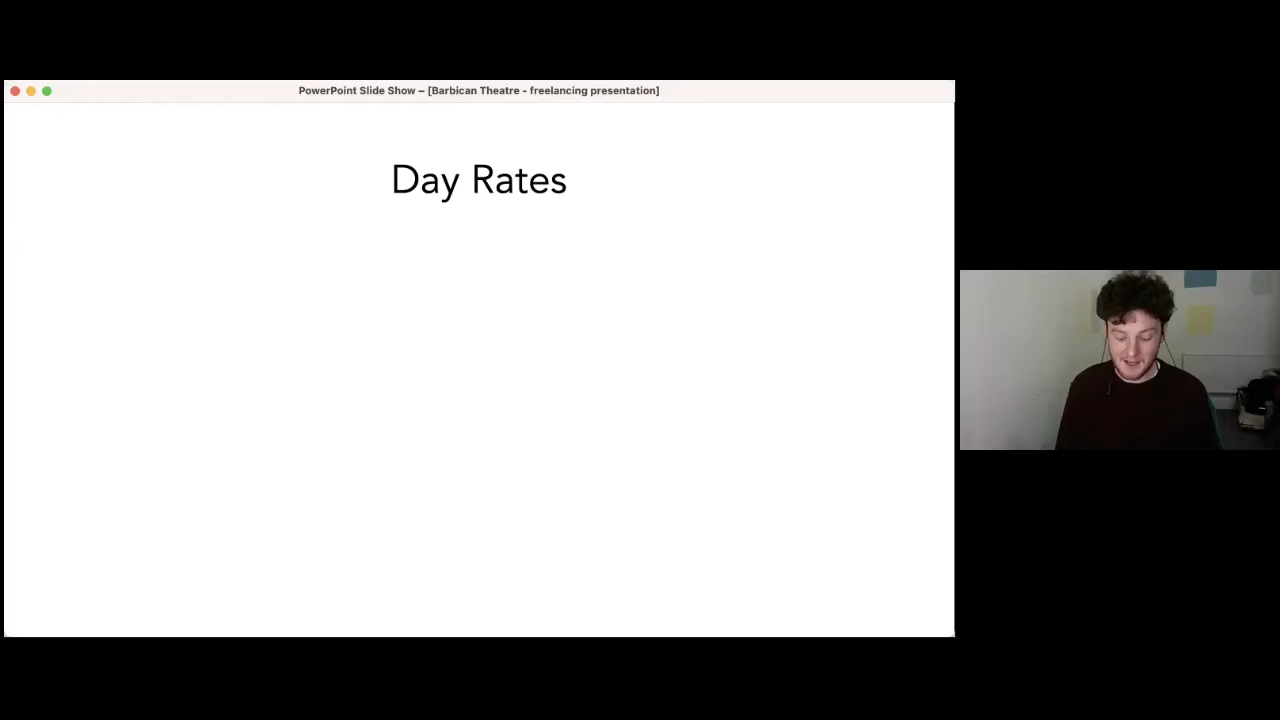 PowerPoint Slide Show – [Barbican Theatre - freelancing presentation]
Day Rates